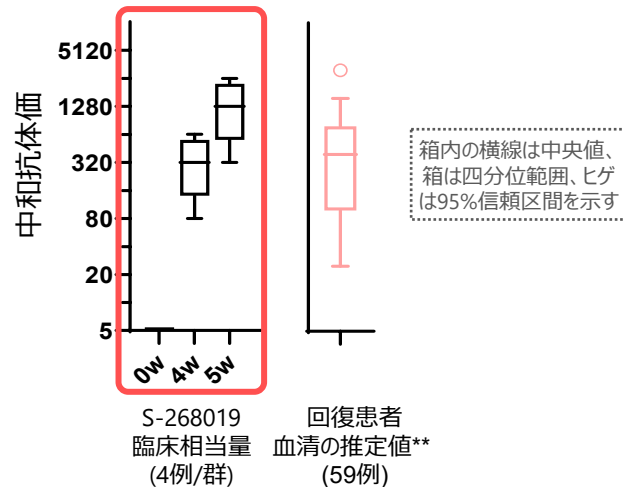 中和抗体価
5120
1280
320
80
20
5
0w
4w
5w
S-268019
臨床相当量
(4例/群)
回復患者
血清の推定値**
(59例)
箱内の横線は中央値、
箱は四分位範囲、ヒゲ
は95%信頼区間を示す